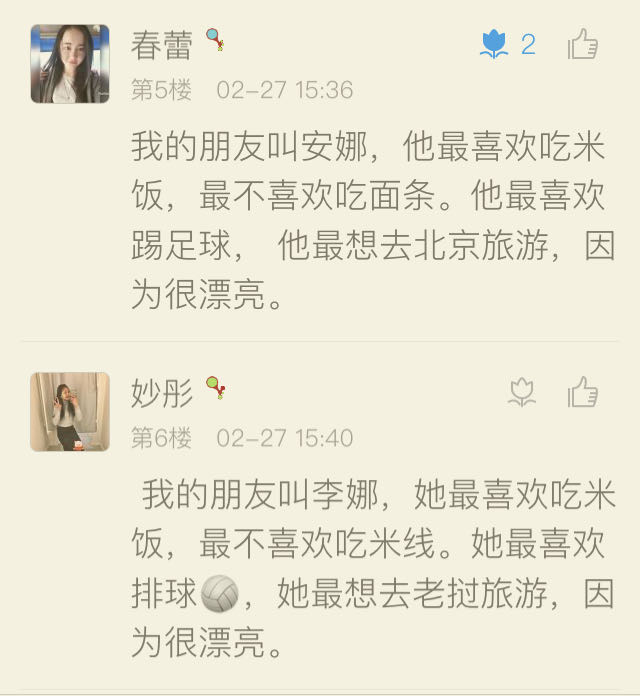 春蕾
2
第5楼 02-27 15:36
我的朋友叫安娜，他最喜欢吃米
饭，最不喜欢吃面条。他最喜欢
踢足球， 他最想去北京旅游，因
为很漂亮。
妙彤
第6楼 02-27 15:40
我的朋友叫李娜，她最喜欢吃米
饭，最不喜欢吃米线。她最喜欢
排球🏐，她最想去老挝旅游，因
为很漂亮。